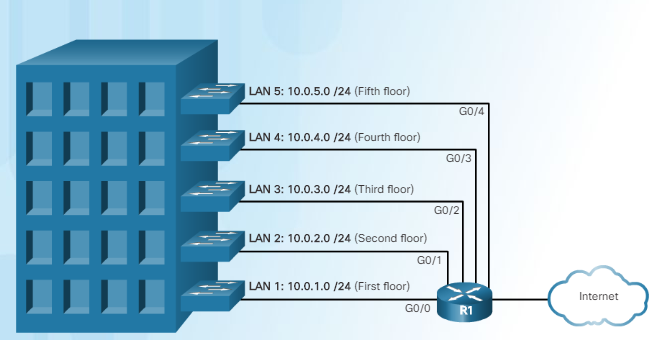 LAN 5: 10.0.5.0 /24 (Fifth floor)
G0/4
LAN 4: 10.0.4.0 /24 (Fourth floor)
G0/3
LAN 3: 10.0.3.0 /24 (Third floor)
G0/2
LAN 2: 10.0.2.0 /24 (Second floor)
G0/1
LAN 1: 10.0.1.0 /24 (First floor)
G0/0
R1
Internet